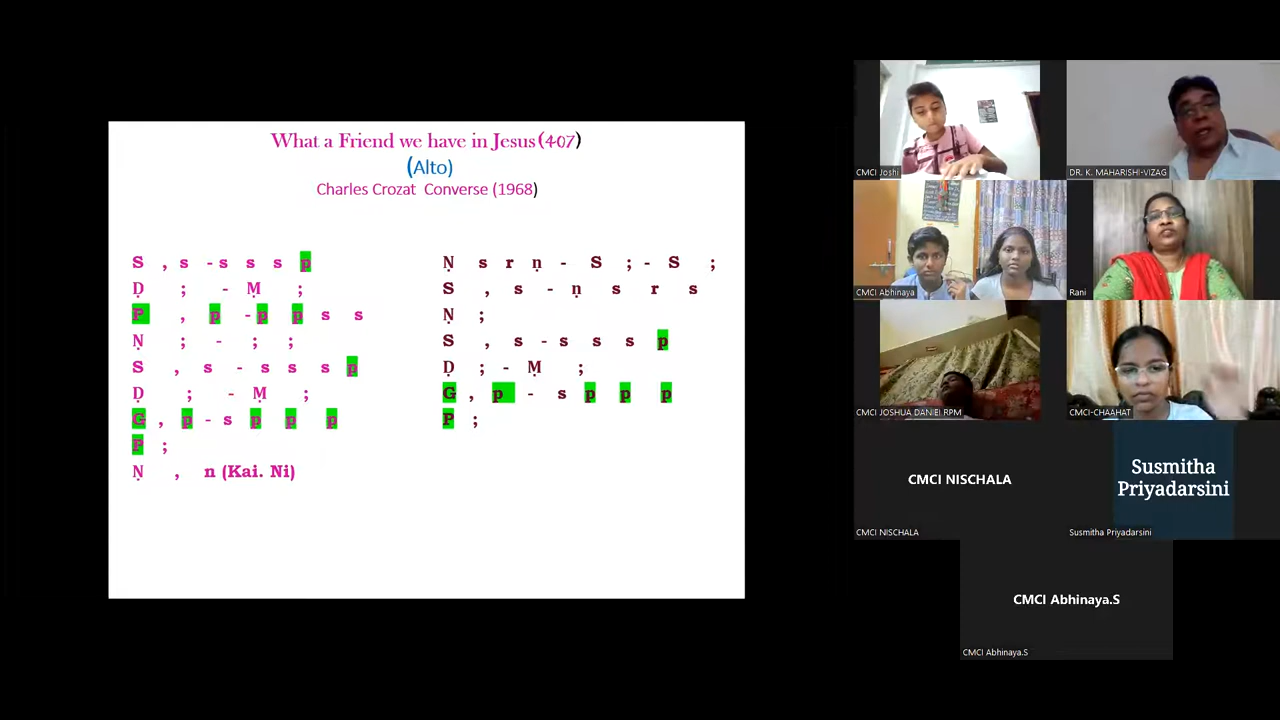 What a Friend we have in Jesus(407)
(Alto)
Charles Crozat Converse (1968)
S , s - s s s p
Ḍ ; - Ṃ ;
P , p - p p s s
Ṇ ; - ; ;
S , s - s s s p
Ḍ ; - Ṃ ;
G , p - s p p p
P ;
Ṇ , n (Kai. Ni)
Ṇ s r ṇ - S ; - S ;
S , s - ṇ s r s
Ṇ ;
S , s - s s s p
Ḍ ; - Ṃ ;
G , p - s p p p
P ;
CMCI Joshi
DR. K. MAHARISHI-VIZAG
CMCI Abhinaya
Rani
CMCI JOSHUA DANIEl RPM
CMCI-CHAAHAT
CMCI NISCHALA
CMCI NISCHALA
Susmitha
Priyadarsini
Susmitha Priyadarsini
CMCI Abhinaya.S
CMCI Abhinaya.S